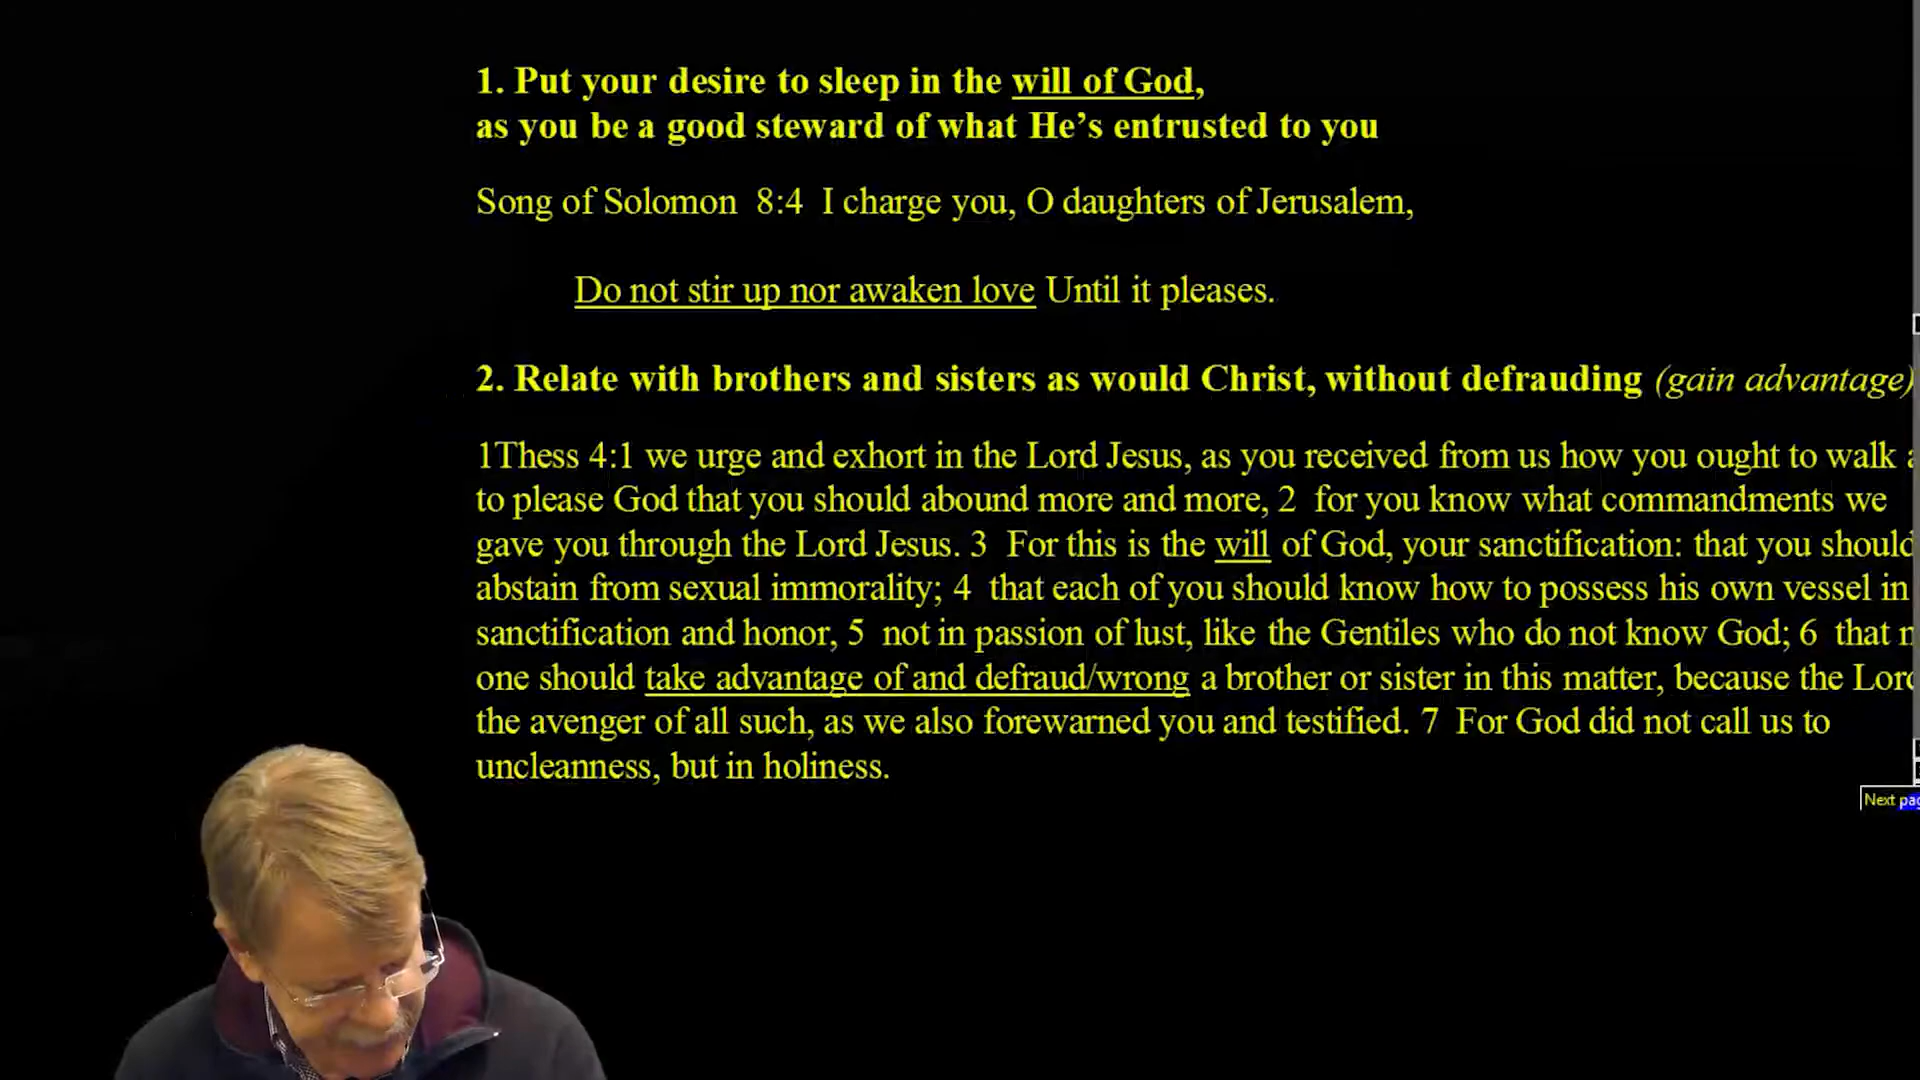 1. Put your desire to sleep in the will of God,
as you be a good steward of what He’s entrusted to you
Song of Solomon 8:4 I charge you, O daughters of Jerusalem,
Do not stir up nor awaken love Until it pleases.
2. Relate with brothers and sisters as would Christ, without defrauding (gain advantage)
1Thess 4:1 we urge and exhort in the Lord Jesus, as you received from us how you ought to walk
to please God that you should abound more and more, 2 for you know what commandments we
gave you through the Lord Jesus. 3 For this is the will of God, your sanctification: that you should
abstain from sexual immorality; 4 that each of you should know how to possess his own vessel in
sanctification and honor, 5 not in passion of lust, like the Gentiles who do not know God; 6 that
one should take advantage of and defraud/wrong a brother or sister in this matter, because the Lord
the avenger of all such, as we also forewarned you and testified. 7 For God did not call us to
uncleanness, but in holiness.
Next